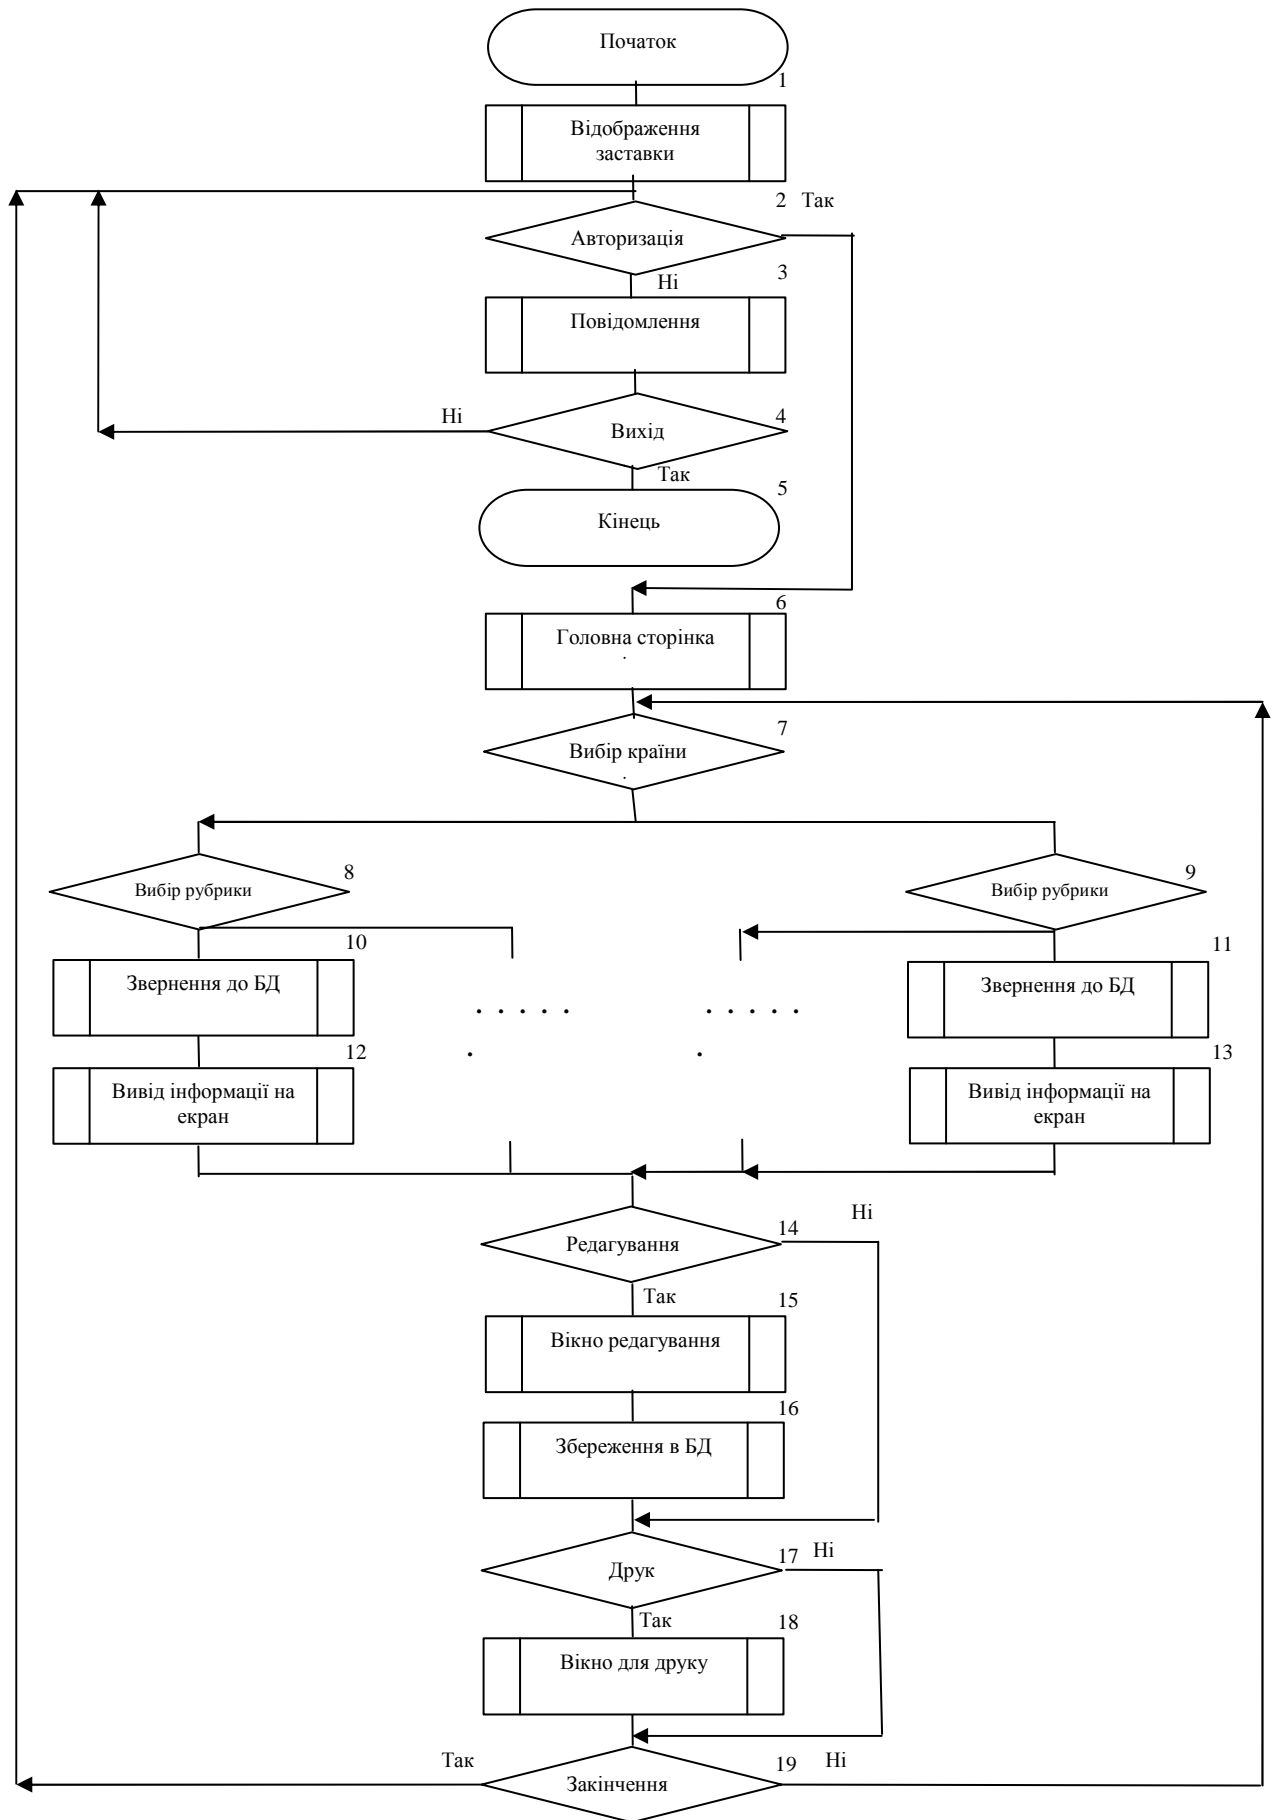 Початок
1
Відображення
заставки
2 Так
Авторизація
3
Ні
Повідомлення
Ні
4
Вихід
Так
5
Кінець
6
Головна сторінка
.
7
Вибір країни
.
8
Вибір рубрики
9
Вибір рубрики
10
Звернення до БД
11
Звернення до БД
. . . . .
.
. . . . .
.
12
Вивід інформації на
екран
13
Вивід інформації на
екран
Ні
14
Редагування
Так
15
Вікно редагування
16
Збереження в БД
17 Ні
Друк
Так
18
Вікно для друку
Так
19 Ні
Закінчення